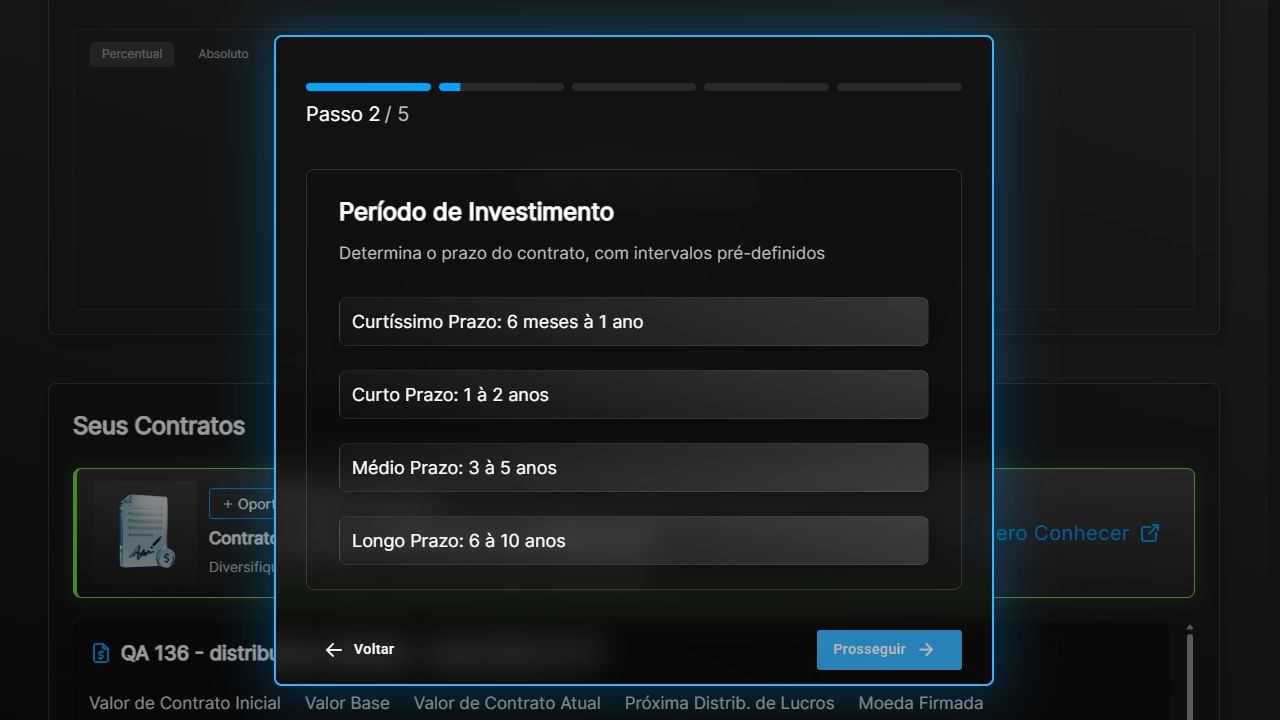 Percentual Absoluto
Passo 2 / 5
Período de Investimento
Determina o prazo do contrato, com intervalos pré-definidos
Curtíssimo Prazo: 6 meses à 1 ano
Curto Prazo: 1 à 2 anos
Médio Prazo: 3 à 5 anos
Longo Prazo: 6 à 10 anos
Voltar
Prosseguir
Seus Contratos
+ Oport
Contrato
Diversifiq
ero Conhecer
QA 136 - distribu
Valor de Contrato Inicial Valor Base Valor de Contrato Atual Próxima Distrib. de Lucros Moeda Firmada